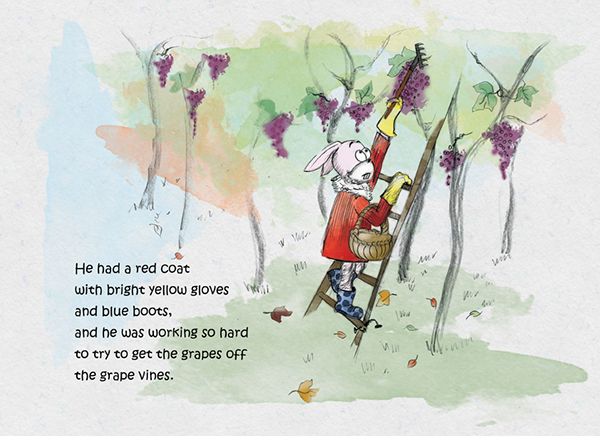 He had a red coat
with bright yellow gloves
and blue boots,
and he was working so hard
to try to get the grapes off
the grape vines.